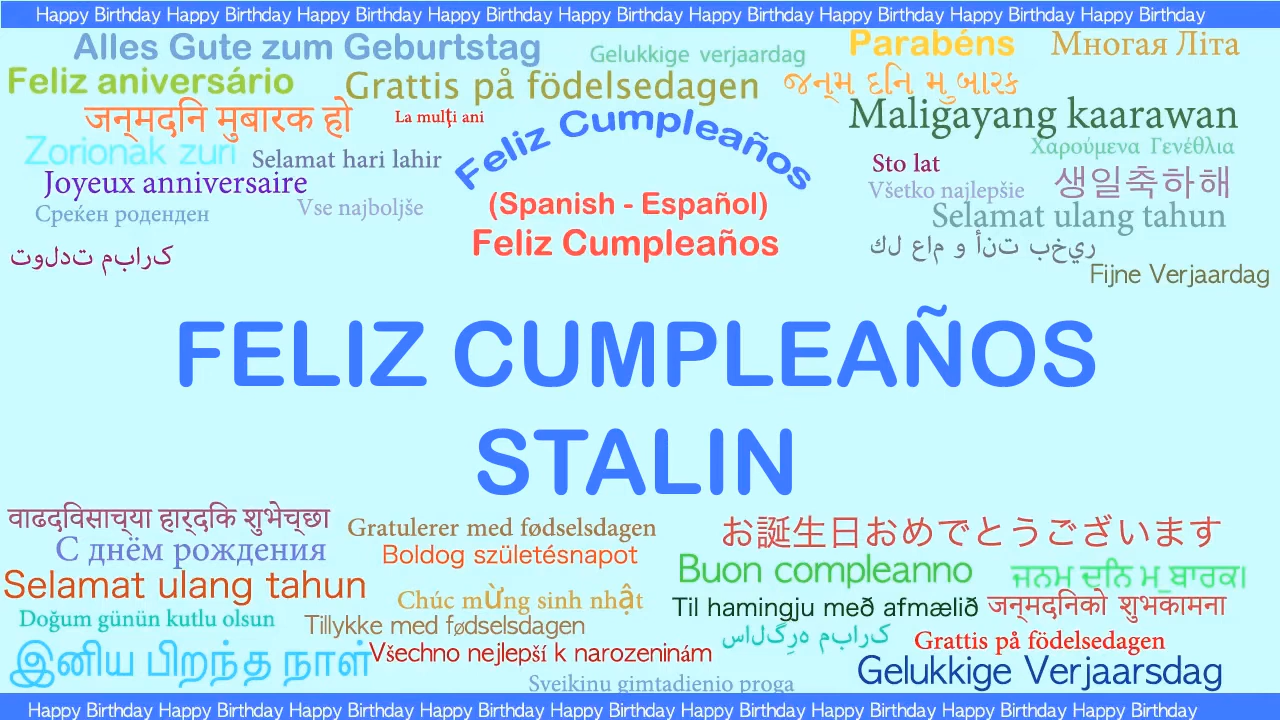 Happy Birthday Happy Birthday Happy Birthday Happy Birthday Happy Birthday Happy Birthday Happy Birthday Happy Birthday Happy Birthday
Alles Gute zum Geburtstag
Gelukkige verjaardag
Parabéns
Многая Літа
Feliz aniversário
Grattis på födelsedagen
જન્મ દિન મુબારક
जन्मदिन मुबारक हो
La mulţi ani
Feliz Cumpleaños
Maligayang kaarawan
Zorionak zuri
Selamat hari lahir
Χαρούμενα Γενέθλια
Sto lat
Joyeux anniversaire
Všetko najlepšie
생일축하해
Срeќен роденден
Vse najboljše
(Spanish - Español)
Selamat ulang tahun
Feliz Cumpleaños
كل عام و أنت بخير
تولدت مبارک
Fijne Verjaardag
FELIZ CUMPLEAÑOS
STALIN
वाढदिवसाच्या हार्दिक शुभेच्छा
Gratulerer med fødselsdagen
お誕生日おめでとうございます
С днём рождения
Boldog születésnapot
Buon compleanno
ਜਨਮ ਦਿਨ ਮੁਬਾਰਕ।
Selamat ulang tahun
Chúc mừng sinh nhật
Til hamingju með afmælið
जन्मदिनको शुभकामना
Doğum günün kutlu olsun
Tillykke med fødselsdagen
سالگرہ مبارک
Grattis på födelsedagen
இனிய பிறந்த நாள்
Všechno nejlepší k narozeninám
Gelukkige Verjaarsdag
Sveikinu gimtadienio proga
Happy Birthday Happy Birthday Happy Birthday Happy Birthday Happy Birthday Happy Birthday Happy Birthday Happy Birthday Happy Birthday